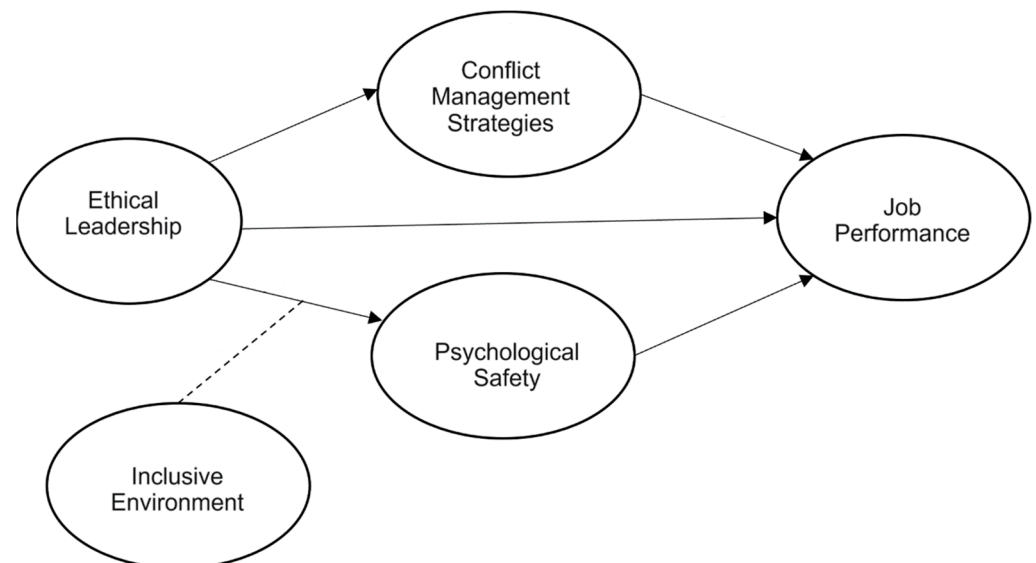 Conflict
Management
Strategies
Ethical
Leadership
Job
Performance
Psychological
Safety
Inclusive
Environment